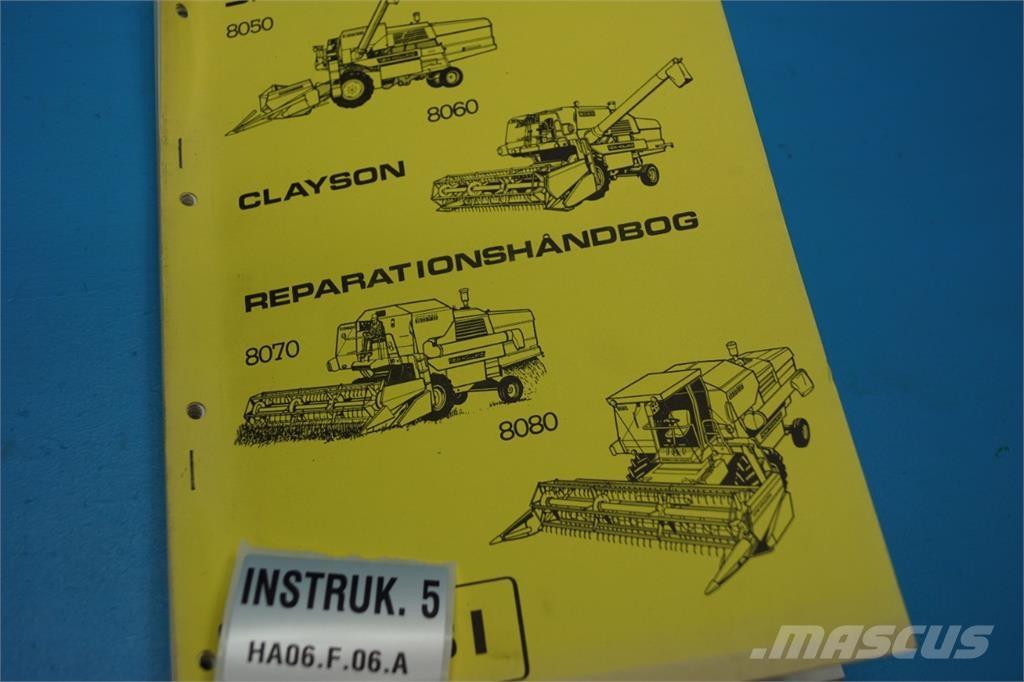 8050
8060
CLAYSON
REPARATIONSHÅNDBOG
8070
8080
INSTRUK. 5
HA06.F.06.A
MASCUS